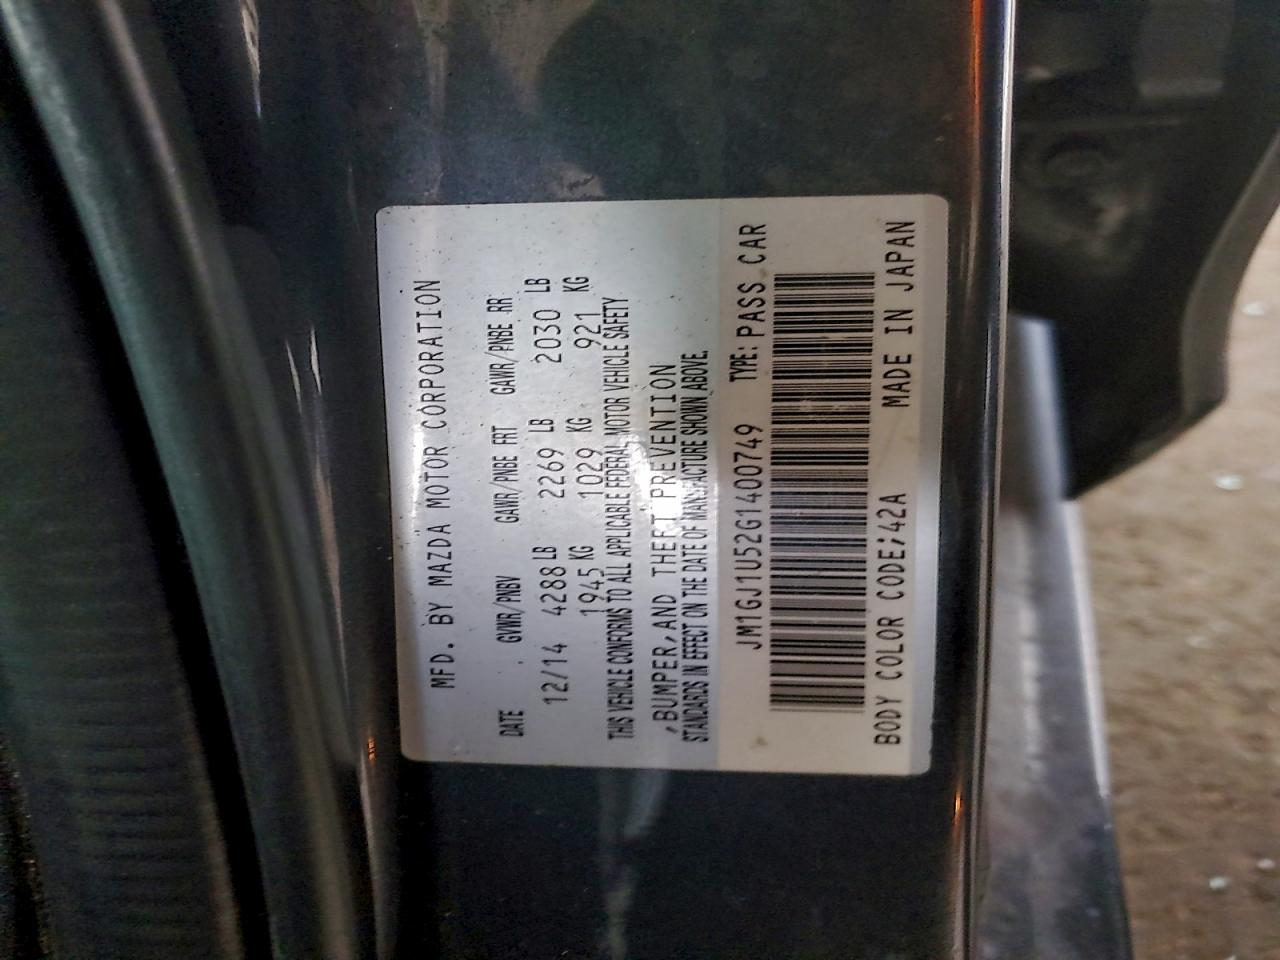 MFD. BY MAZDA MOTOR CORPORATION
DATE GVWR/PNBV GAWR/PNBE FRT GAWR/PNBE RR
12/14 4288 LB 2269 LB 2030 LB
1945 KG 1029 KG 921 KG
THIS VEHICLE CONFORMS TO ALL APPLICABLE FEDERAL MOTOR VEHICLE SAFETY
,BUMPER,AND THEFT PREVENTION
STANDARDS IN EFFECT ON THE DATE OF MANUFACTURE SHOWN ABOVE.
JM1GJ1U52G1400749 TYPE: PASS CAR
BODY COLOR CODE;42A MADE IN JAPAN